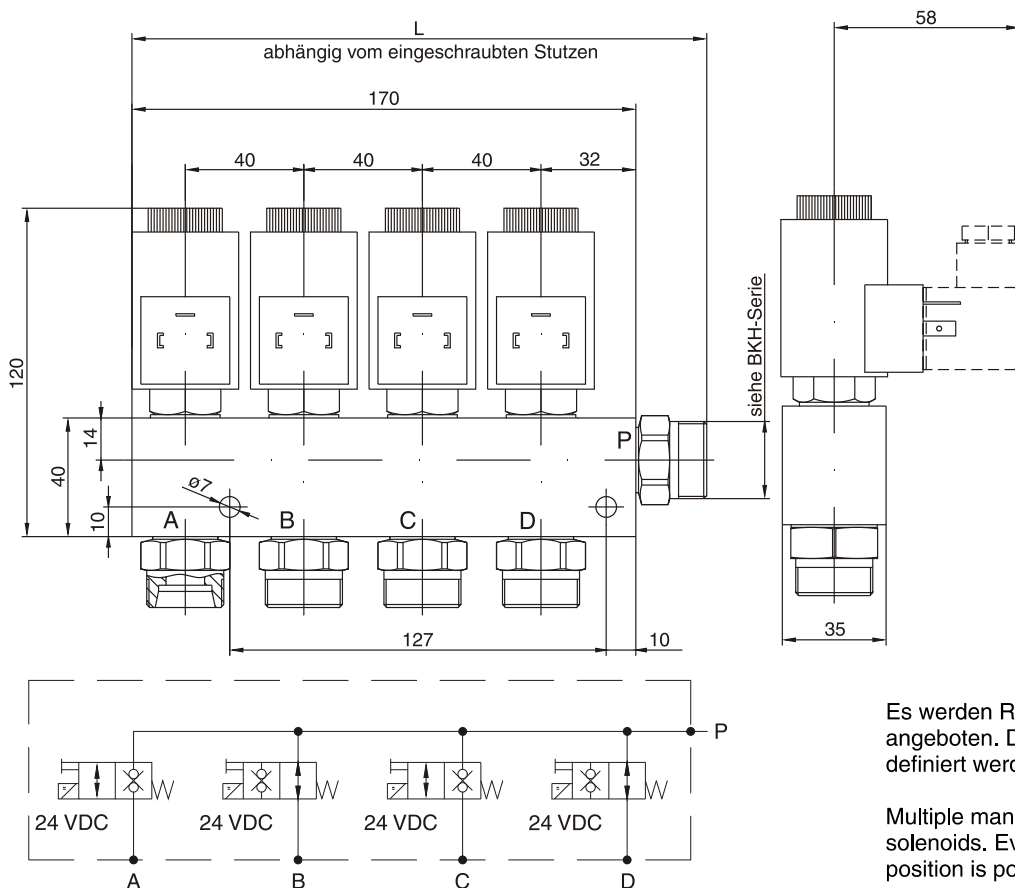 L
58
abhängig vom eingeschraubten Stutzen
170
40
40
40
32
120
siehe BKH-Serie
14
40
P
ø7
10
A
B
C
D
127
10
35
P
24 VDC
24 VDC
24 VDC
24 VDC
A
B
C
D
Es werden R
angeboten. D
definiert werd
Multiple man
solenoids. Ev
position is po